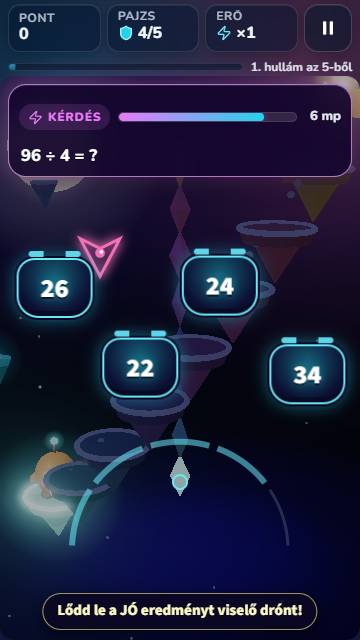 PONT
0
PAJZS
4/5
ERŐ
×1
1. hullám az 5-ből
KÉRDÉS
6 mp
96 ÷ 4 = ?
26
24
22
34
Lődd le a JÓ eredményt viselő drónt!